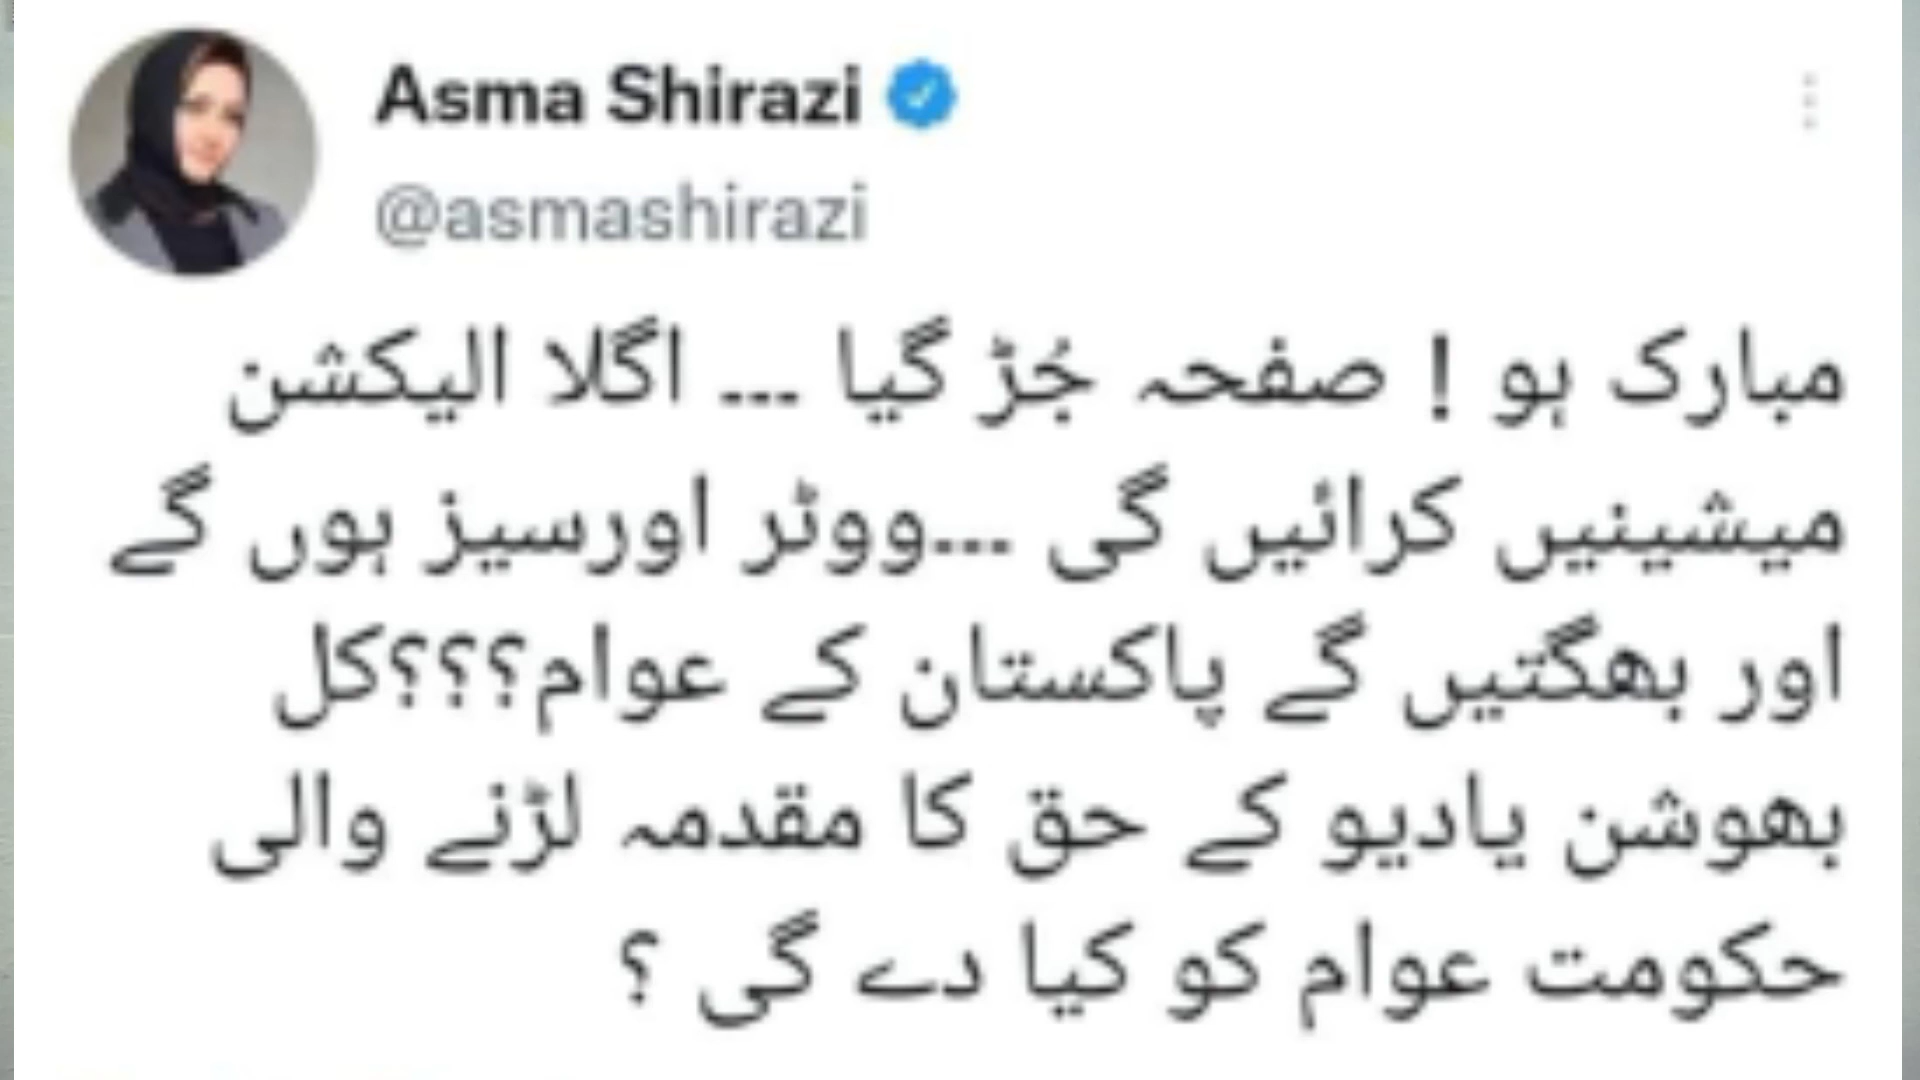 Asma Shirazi
@asmashirazi
مبارک ہو ! صفحہ جُڑ گیا ... اگلا الیکشن
میشینیں کرائیں گی ...ووٹر اورسیز ہوں گے
اور بھگتیں گے پاکستان کے عوام؟؟؟کل
بھوشن یادیو کے حق کا مقدمہ لڑنے والی
حکومت عوام کو کیا دے گی ؟